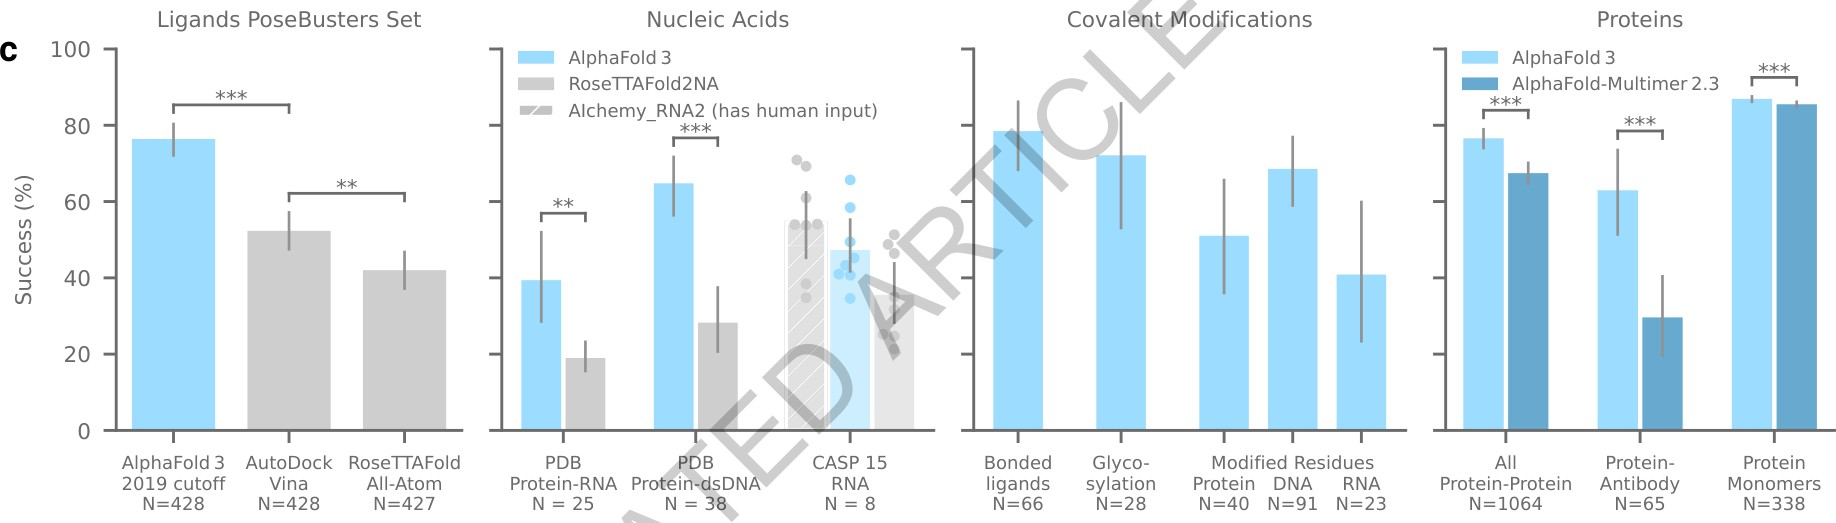 c
Ligands PoseBusters Set
Success (%)
100
80
60
40
20
0
***
**
AlphaFold 3
2019 cutoff
N=428
AutoDock
Vina
N=428
RoseTTAFold
All-Atom
N=427
Nucleic Acids
AlphaFold 3
RoseTTAFold2NA
AIchemy_RNA2 (has human input)
**
***
PDB
Protein-RNA
N = 25
PDB
Protein-dsDNA
N = 38
CASP 15
RNA
N = 8
Covalent Modifications
Bonded
ligands
N=66
Glyco-
sylation
N=28
Modified Residues
Protein
N=40
DNA
N=91
RNA
N=23
Proteins
AlphaFold 3
AlphaFold-Multimer 2.3
***
***
***
All
Protein-Protein
N=1064
Protein-
Antibody
N=65
Protein
Monomers
N=338
ATED ARTICLE